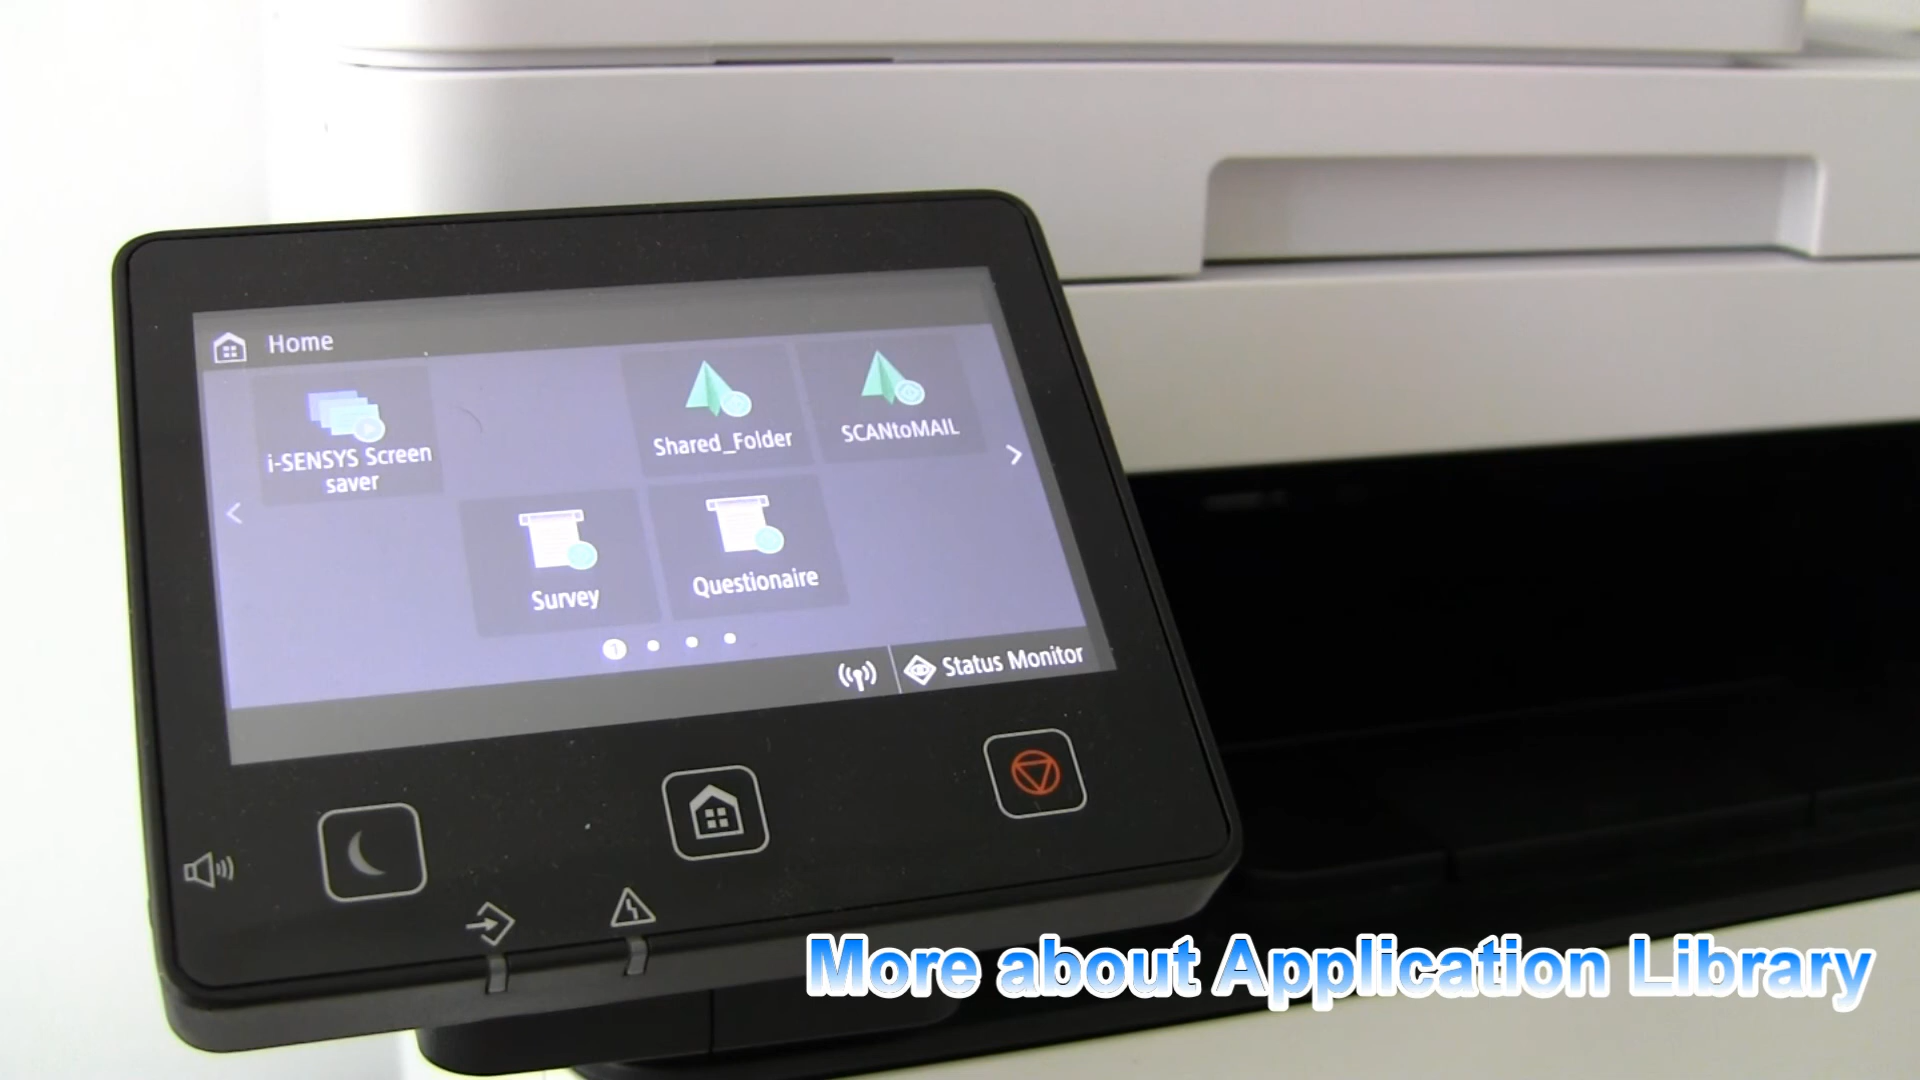 Home
i-SENSYS Screen
saver
Shared_Folder
SCANtoMAIL
Survey
Questionaire
1
Status Monitor
More about Application Library